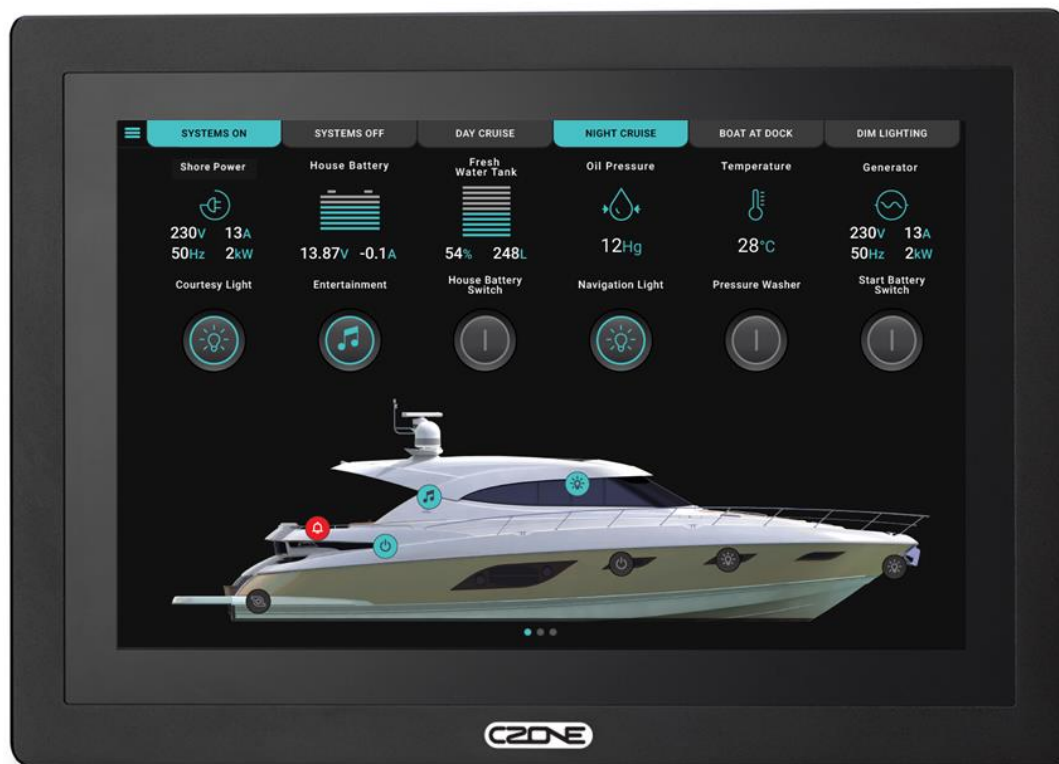 SYSTEMS ON
SYSTEMS OFF
DAY CRUISE
NIGHT CRUISE
BOAT AT DOCK
DIM LIGHTING
Shore Power
House Battery
Fresh
Water Tank
Oil Pressure
Temperature
Generator
230V 13A
50Hz 2kW
13.87V -0.1A
54% 248L
12Hg
28°C
230V 13A
50Hz 2kW
Courtesy Light
Entertainment
House Battery
Switch
Navigation Light
Pressure Washer
Start Battery
Switch
CZONE